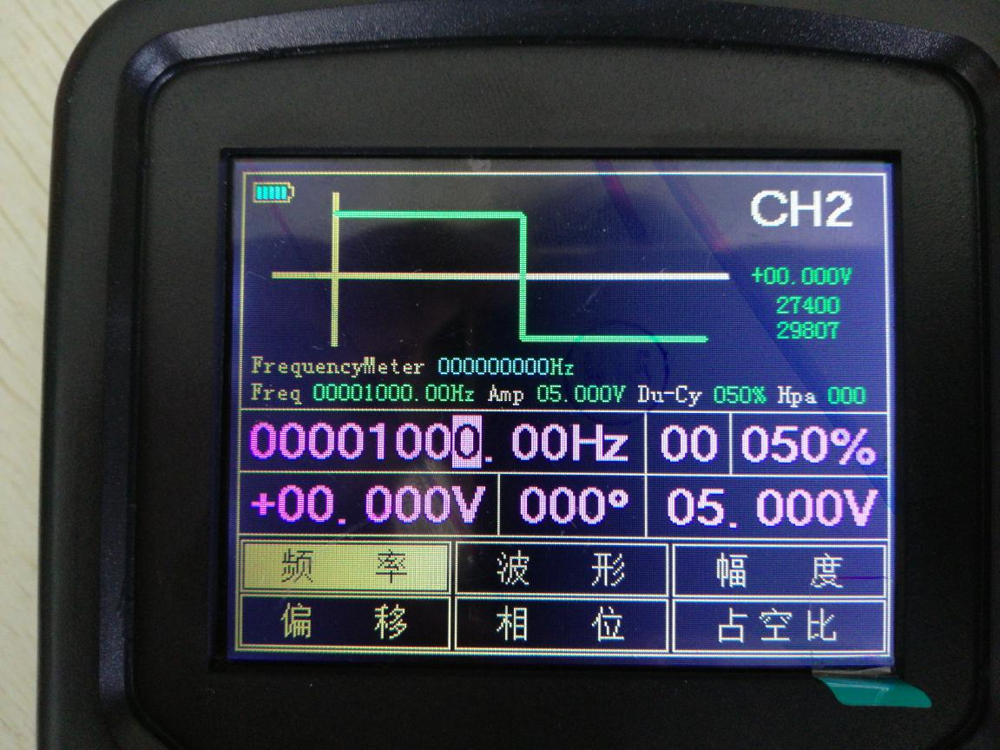 CH2
+00.000V
27400
29807
FrequencyMeter 000000000Hz
Freq 00001000.00Hz Amp 05.000V Du-Cy 050% Hpa 000
00001000.00Hz 00 050%
+00.000V 000° 05.000V
频率 波形 幅度
偏移 相位 占空比